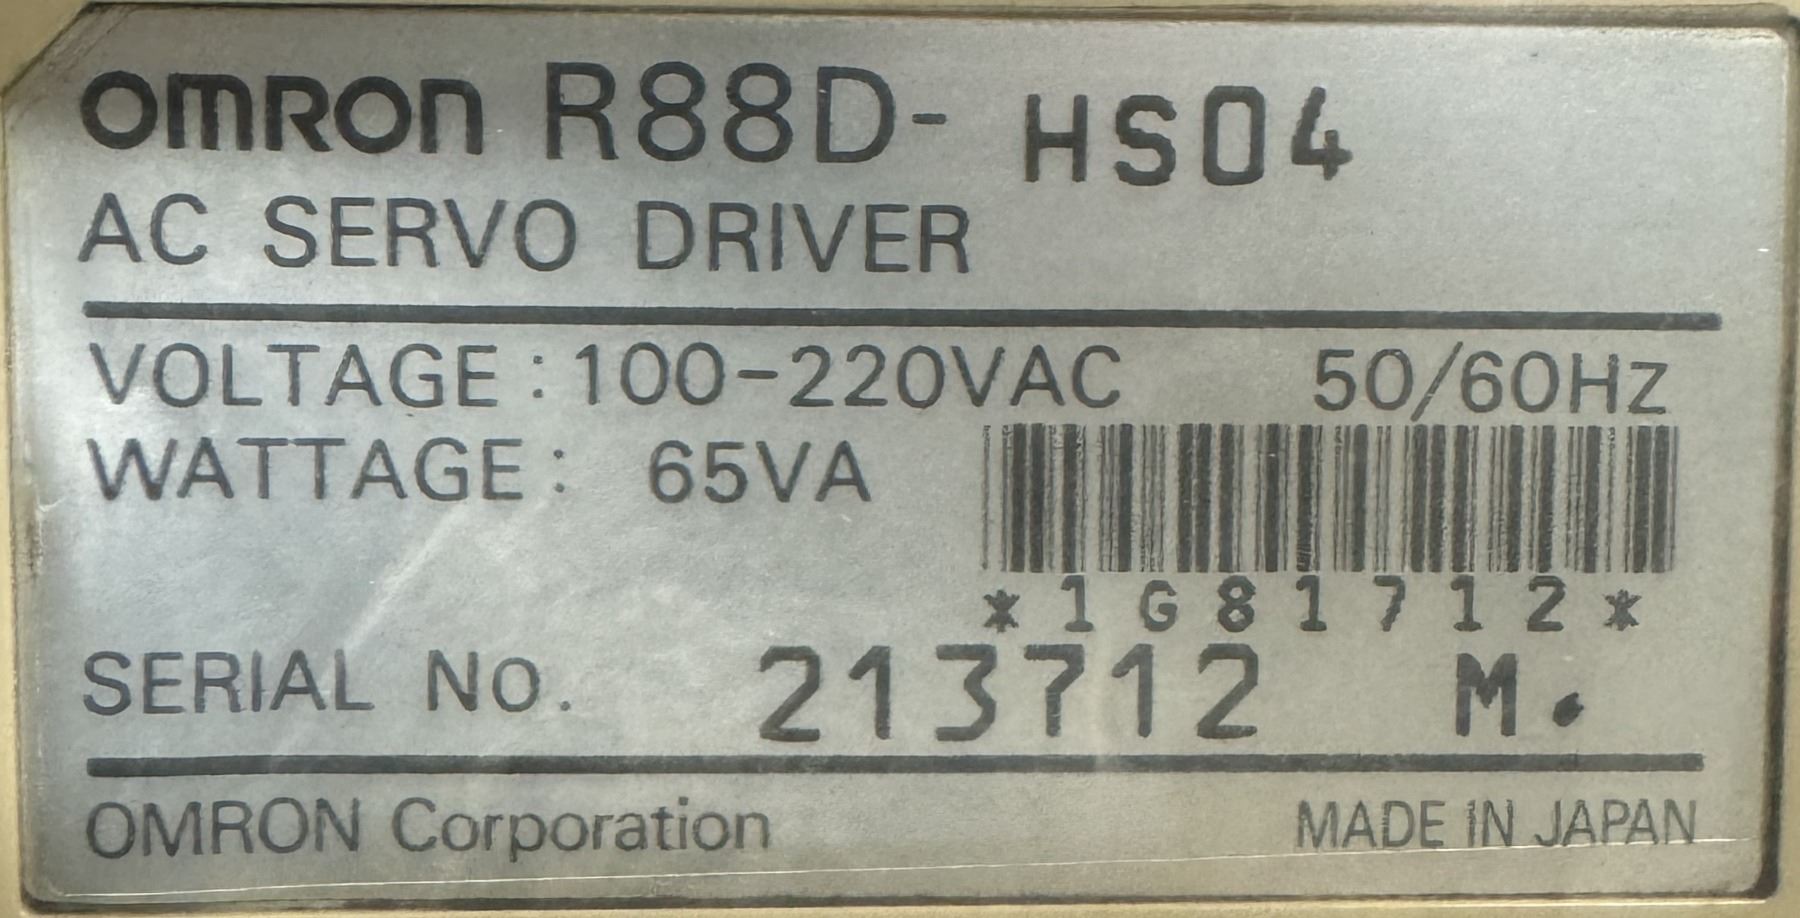 omron R88D- HS04
AC SERVO DRIVER
VOLTAGE : 100-220VAC 50/60Hz
WATTAGE : 65VA
*1G81712*
SERIAL No. 213712 M.
OMRON Corporation MADE IN JAPAN